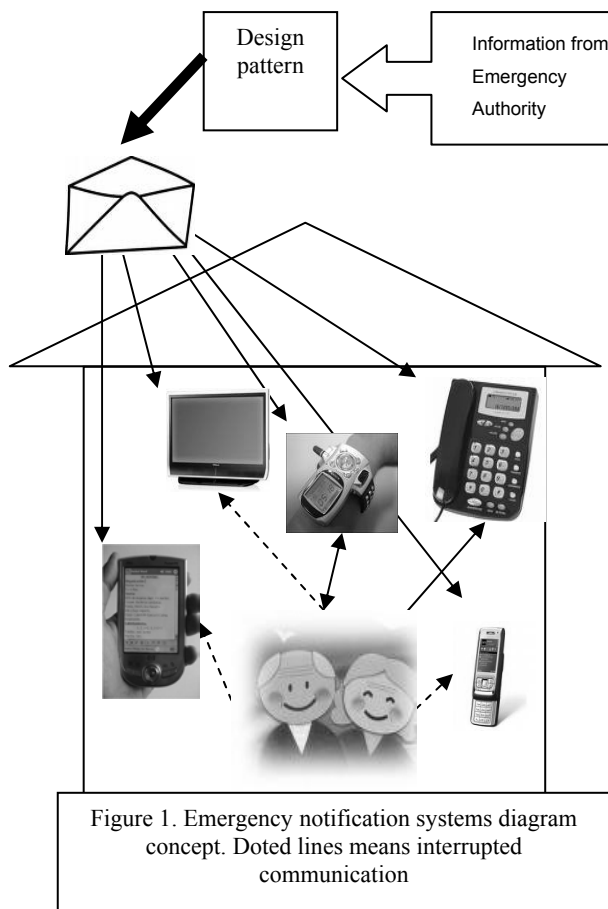 Design
pattern
Information from
Emergency
Authority
Figure 1. Emergency notification systems diagram
concept. Doted lines means interrupted
communication